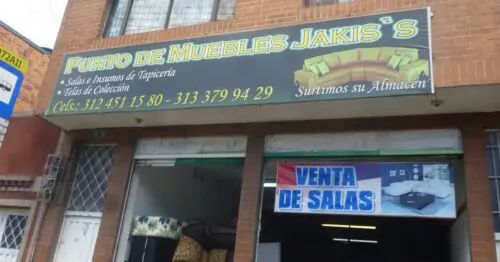 Punto de Muebles Jakis`s
• Salas e Insumos de Tapicería
• Telas de Colección
Cels.: 312 451 11 80 - 313 379 94 29
Surtimos su Almacen
VENTA
DE SALAS